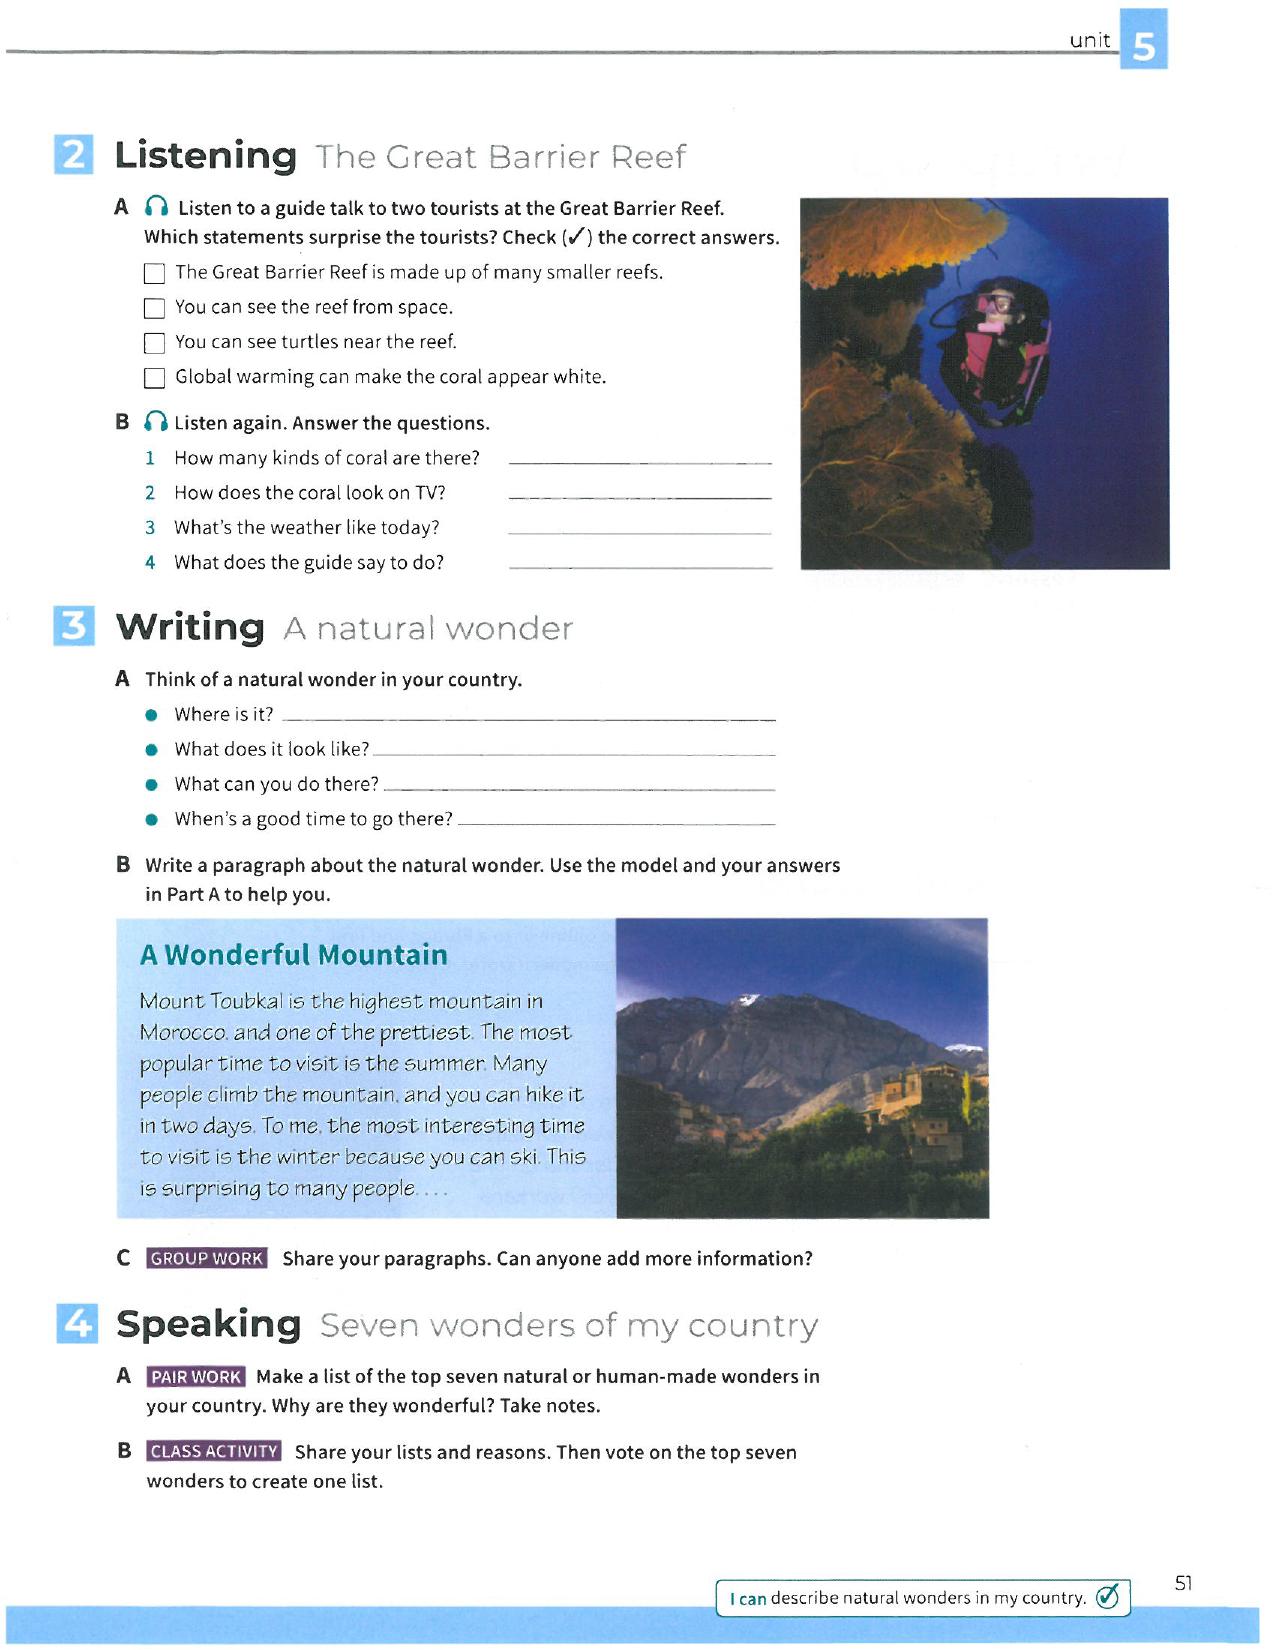 unit 5
2 Listening The Great Barrier Reef
A Listen to a guide talk to two tourists at the Great Barrier Reef.
Which statements surprise the tourists? Check (✓) the correct answers.
The Great Barrier Reef is made up of many smaller reefs.
You can see the reef from space.
You can see turtles near the reef.
Global warming can make the coral appear white.
B Listen again. Answer the questions.
1 How many kinds of coral are there?
2 How does the coral look on TV?
3 What's the weather like today?
4 What does the guide say to do?
3 Writing A natural wonder
A Think of a natural wonder in your country.
• Where is it?
• What does it look like?
• What can you do there?
• When's a good time to go there?
B Write a paragraph about the natural wonder. Use the model and your answers
in Part A to help you.
A Wonderful Mountain
Mount Toubkal is the highest mountain in
Morocco, and one of the prettiest. The most
popular time to visit is the summer. Many
people climb the mountain, and you can hike it
in two days. To me, the most interesting time
to visit is the winter because you can ski. This
is surprising to many people. . . .
C GROUP WORK Share your paragraphs. Can anyone add more information?
4 Speaking Seven wonders of my country
A PAIR WORK Make a list of the top seven natural or human-made wonders in
your country. Why are they wonderful? Take notes.
B CLASS ACTIVITY Share your lists and reasons. Then vote on the top seven
wonders to create one list.
I can describe natural wonders in my country.
51